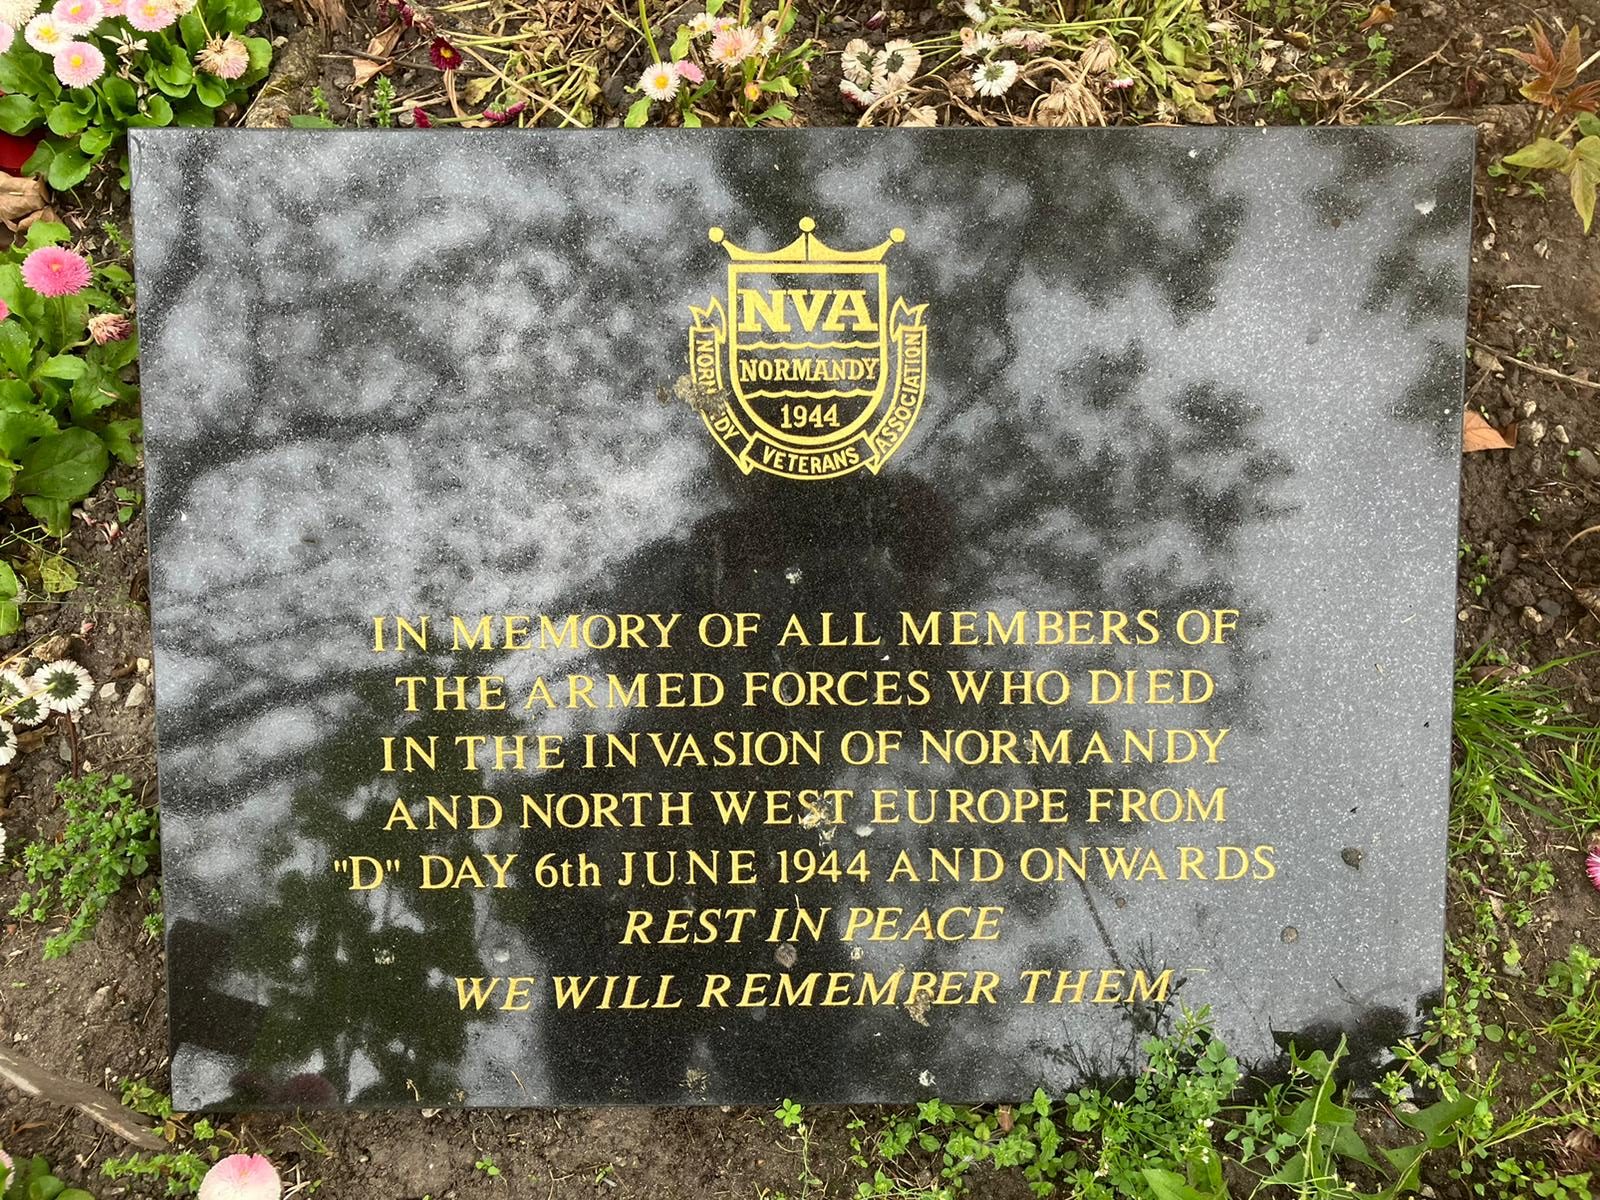 NVA
NORMANDY
1944
VETERANS
ASSOCIATION
IN MEMORY OF ALL MEMBERS OF
THE ARMED FORCES WHO DIED
IN THE INVASION OF NORMANDY
AND NORTH WEST EUROPE FROM
"D" DAY 6th JUNE 1944 AND ONWARDS
REST IN PEACE
WE WILL REMEMBER THEM